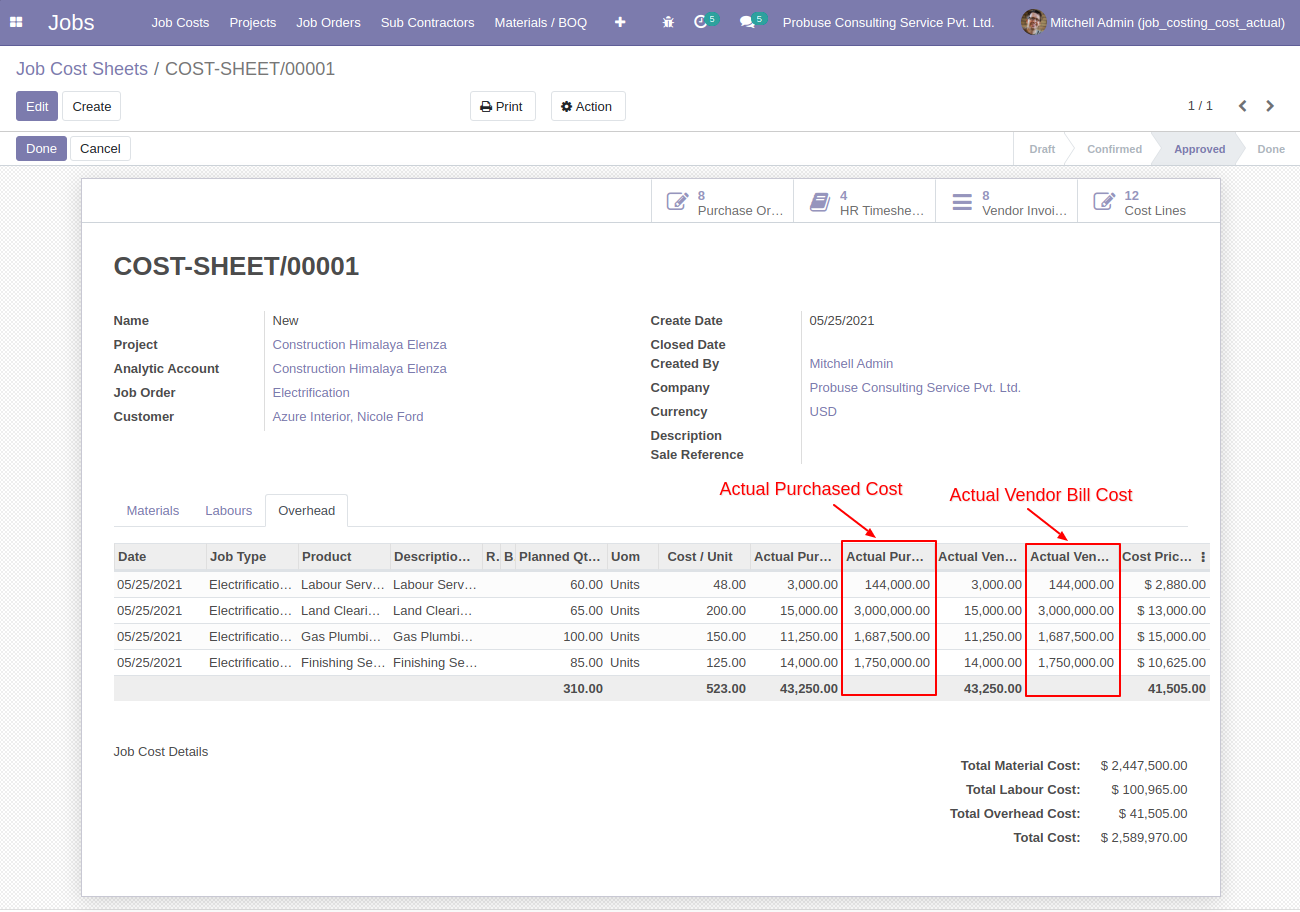 Jobs Job Costs Projects Job Orders Sub Contractors Materials / BOQ 5 5 Probuse Consulting Service Pvt. Ltd. Mitchell Admin (job_costing_cost_actual)
Job Cost Sheets / COST-SHEET/00001
Edit Create Print Action 1 / 1
Done Cancel Draft Confirmed Approved Done
8 Purchase Or... 4 HR Timeshe... 8 Vendor Invoi... 12 Cost Lines
COST-SHEET/00001
Name New Create Date 05/25/2021
Project Construction Himalaya Elenza Closed Date
Analytic Account Construction Himalaya Elenza Created By Mitchell Admin
Job Order Electrification Company Probuse Consulting Service Pvt. Ltd.
Customer Azure Interior, Nicole Ford Currency USD
Description
Sale Reference
Actual Purchased Cost Actual Vendor Bill Cost
Materials Labours Overhead
Date Job Type Product Descriptio... R. B Planned Qt... Uom Cost / Unit Actual Pur... Actual Pur... Actual Ven... Actual Ven... Cost Pric...
05/25/2021 Electrificatio... Labour Serv... Labour Serv... 60.00 Units 48.00 3,000.00 144,000.00 3,000.00 144,000.00 $ 2,880.00
05/25/2021 Electrificatio... Land Cleari... Land Cleari... 65.00 Units 200.00 15,000.00 3,000,000.00 15,000.00 3,000,000.00 $ 13,000.00
05/25/2021 Electrificatio... Gas Plumbi... Gas Plumbi... 100.00 Units 150.00 11,250.00 1,687,500.00 11,250.00 1,687,500.00 $ 15,000.00
05/25/2021 Electrificatio... Finishing Se... Finishing Se... 85.00 Units 125.00 14,000.00 1,750,000.00 14,000.00 1,750,000.00 $ 10,625.00
310.00 523.00 43,250.00 43,250.00 41,505.00
Job Cost Details
Total Material Cost: $ 2,447,500.00
Total Labour Cost: $ 100,965.00
Total Overhead Cost: $ 41,505.00
Total Cost: $ 2,589,970.00